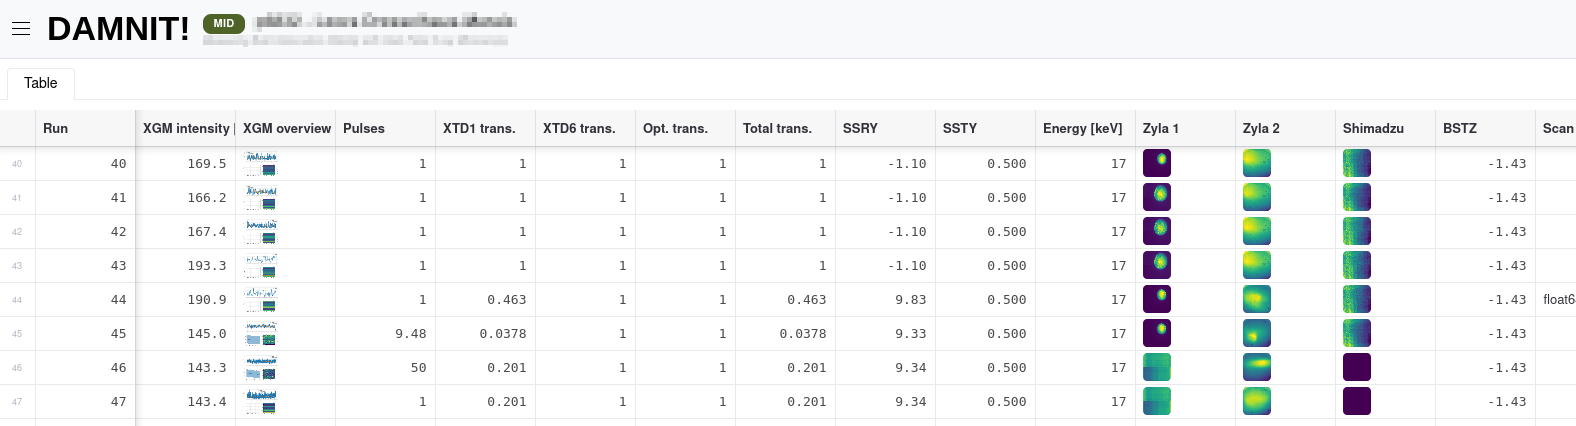 DAMNIT! MID
Table
Run XGM intensity | XGM overview Pulses XTD1 trans. XTD6 trans. Opt. trans. Total trans. SSRY SSTY Energy [keV] Zyla 1 Zyla 2 Shimadzu BSTZ Scan
40 40 169.5 1 1 1 1 1 -1.10 0.500 17 -1.43
41 41 166.2 1 1 1 1 1 -1.10 0.500 17 -1.43
42 42 167.4 1 1 1 1 1 -1.10 0.500 17 -1.43
43 43 193.3 1 1 1 1 1 -1.10 0.500 17 -1.43
44 44 190.9 1 0.463 1 1 0.463 9.83 0.500 17 -1.43 float6
45 45 145.0 9.48 0.0378 1 1 0.0378 9.33 0.500 17 -1.43
46 46 143.3 50 0.201 1 1 0.201 9.34 0.500 17 -1.43
47 47 143.4 1 0.201 1 1 0.201 9.34 0.500 17 -1.43